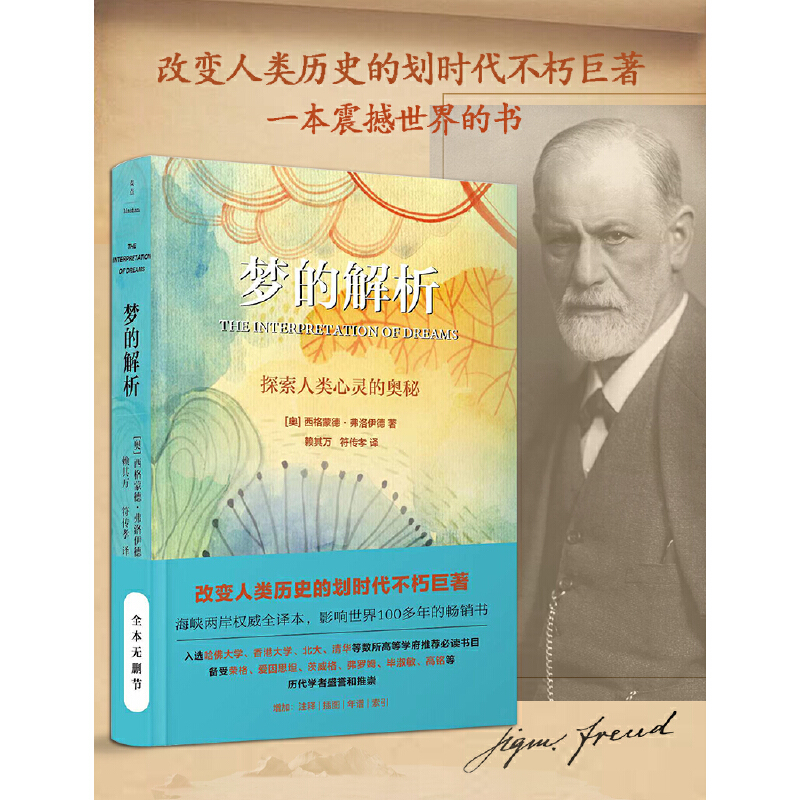 改变人类历史的划时代不朽巨著
一本震撼世界的书
THE
INTERPRETATION
OF DREAMS
梦的解析
[奥] 西格蒙德·弗洛伊德
赖其万 符传孝 译
全本无删节
梦的解析
THE INTERPRETATION OF DREAMS
探索人类心灵的奥秘
[奥] 西格蒙德·弗洛伊德 著
赖其万 符传孝 译
改变人类历史的划时代不朽巨著
海峡两岸权威全译本，影响世界100多年的畅销书
入选哈佛大学、香港大学、北大、清华等数所高等学府推荐必读书目
备受荣格、爱因斯坦、茨威格、弗罗姆、毕淑敏、高铭等
历代学者盛誉和推崇
增加：注释|插图|年谱|索引
Sigm. Freud